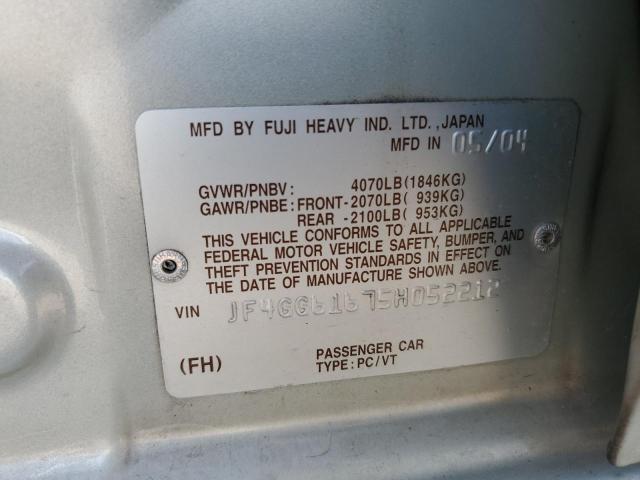 MFD BY FUJI HEAVY IND. LTD.,JAPAN
MFD IN 05/04
GVWR/PNBV: 4070LB(1846KG)
GAWR/PNBE:FRONT-2070LB( 939KG)
REAR -2100LB( 953KG)
THIS VEHICLE CONFORMS TO ALL APPLICABLE
FEDERAL MOTOR VEHICLE SAFETY, BUMPER, AND
THEFT PREVENTION STANDARDS IN EFFECT ON
THE DATE OF MANUFACTURE SHOWN ABOVE.
VIN JF4GG61675H052212
(FH) PASSENGER CAR
TYPE:PC/VT